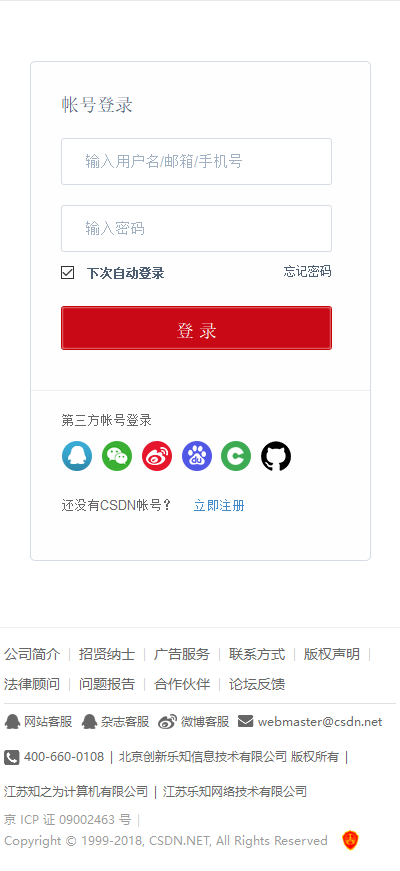 帐号登录
输入用户名/邮箱/手机号
输入密码
下次自动登录 忘记密码
登 录
第三方帐号登录
还没有CSDN帐号？ 立即注册
公司简介 | 招贤纳士 | 广告服务 | 联系方式 | 版权声明 |
法律顾问 | 问题报告 | 合作伙伴 | 论坛反馈
网站客服 杂志客服 微博客服 webmaster@csdn.net
400-660-0108 | 北京创新乐知信息技术有限公司 版权所有 |
江苏知之为计算机有限公司 | 江苏乐知网络技术有限公司
京 ICP 证 09002463 号 |
Copyright © 1999-2018, CSDN.NET, All Rights Reserved